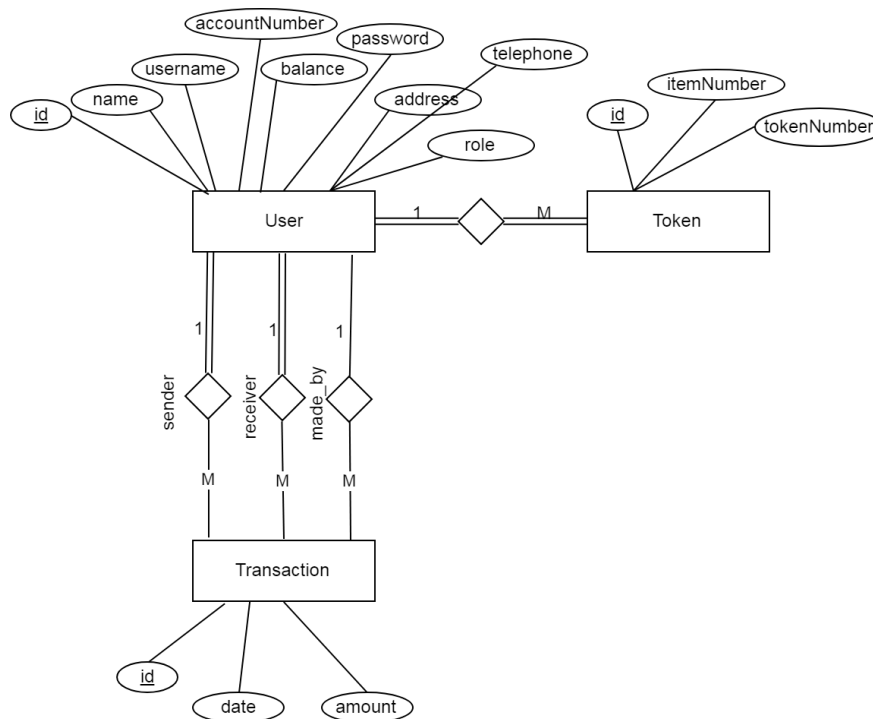 accountNumber
password
telephone
username
balance
itemNumber
name
address
id
id
tokenNumber
role
User
1
M
Token
1
1
1
sender
receiver
made_by
M
M
M
Transaction
id
date
amount